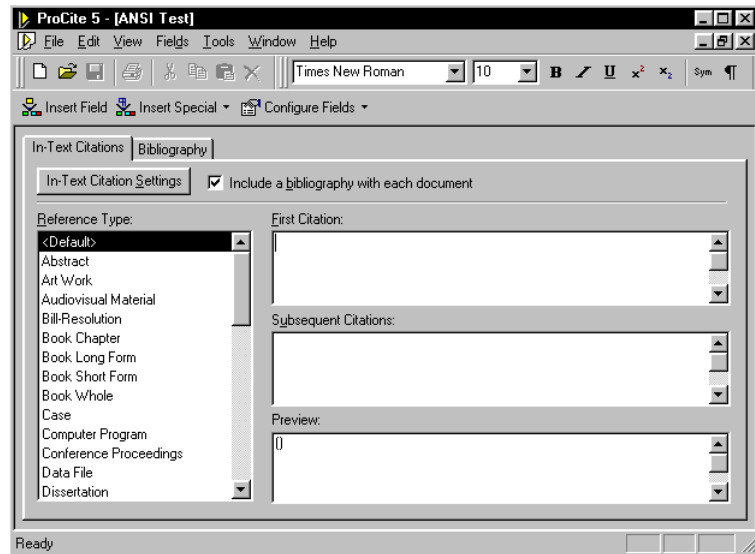 ProCite 5 - [ANSI Test]
File Edit View Fields Tools Window Help
Times New Roman 10 B I U x² x₂ Sym ¶
Insert Field Insert Special Configure Fields
In-Text Citations Bibliography
In-Text Citation Settings Include a bibliography with each document
Reference Type:
<Default>
Abstract
Art Work
Audiovisual Material
Bill-Resolution
Book Chapter
Book Long Form
Book Short Form
Book Whole
Case
Computer Program
Conference Proceedings
Data File
Dissertation
First Citation:
Subsequent Citations:
Preview:
()
Ready